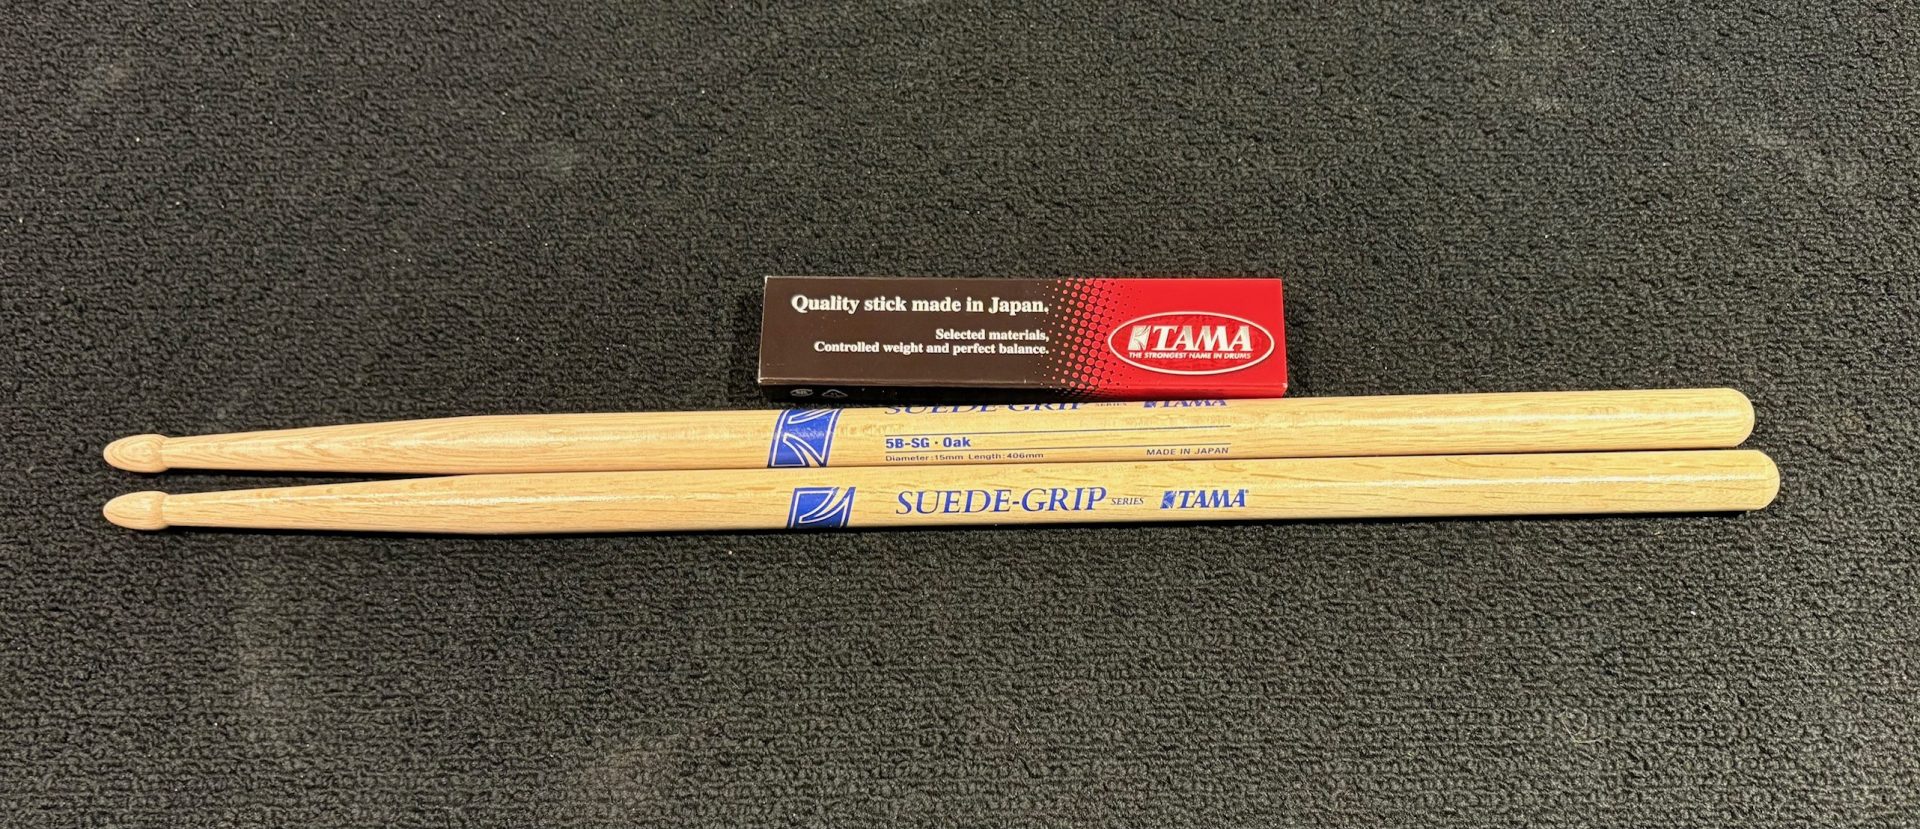 Quality stick made in Japan.
Selected materials,
Controlled weight and perfect balance.
TAMA
THE STRONGEST NAME IN DRUMS
SUEDE-GRIP SERIES TAMA
5B-SG · Oak
Diameter:15mm Length:406mm
MADE IN JAPAN
SUEDE-GRIP SERIES TAMA